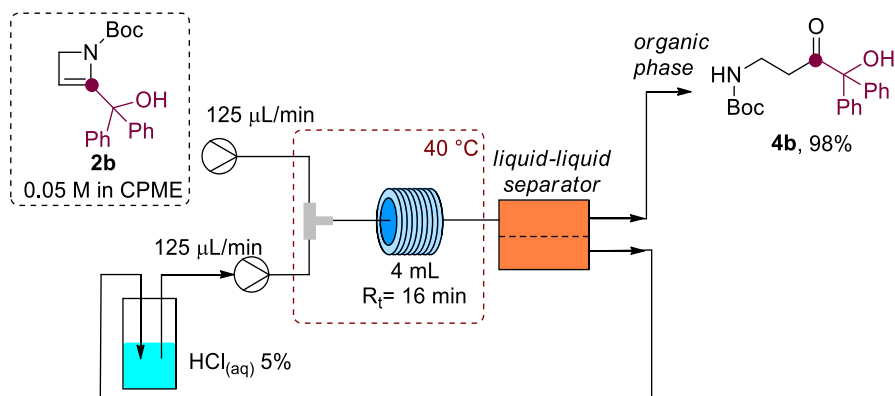 Boc
N
OH
Ph
Ph
2b
0.05 M in CPME
125 μL/min
125 μL/min
HCl(aq) 5%
40 °C
4 mL
Rt= 16 min
liquid-liquid
separator
organic
phase
O
OH
HN
Ph
Boc
Ph
4b, 98%